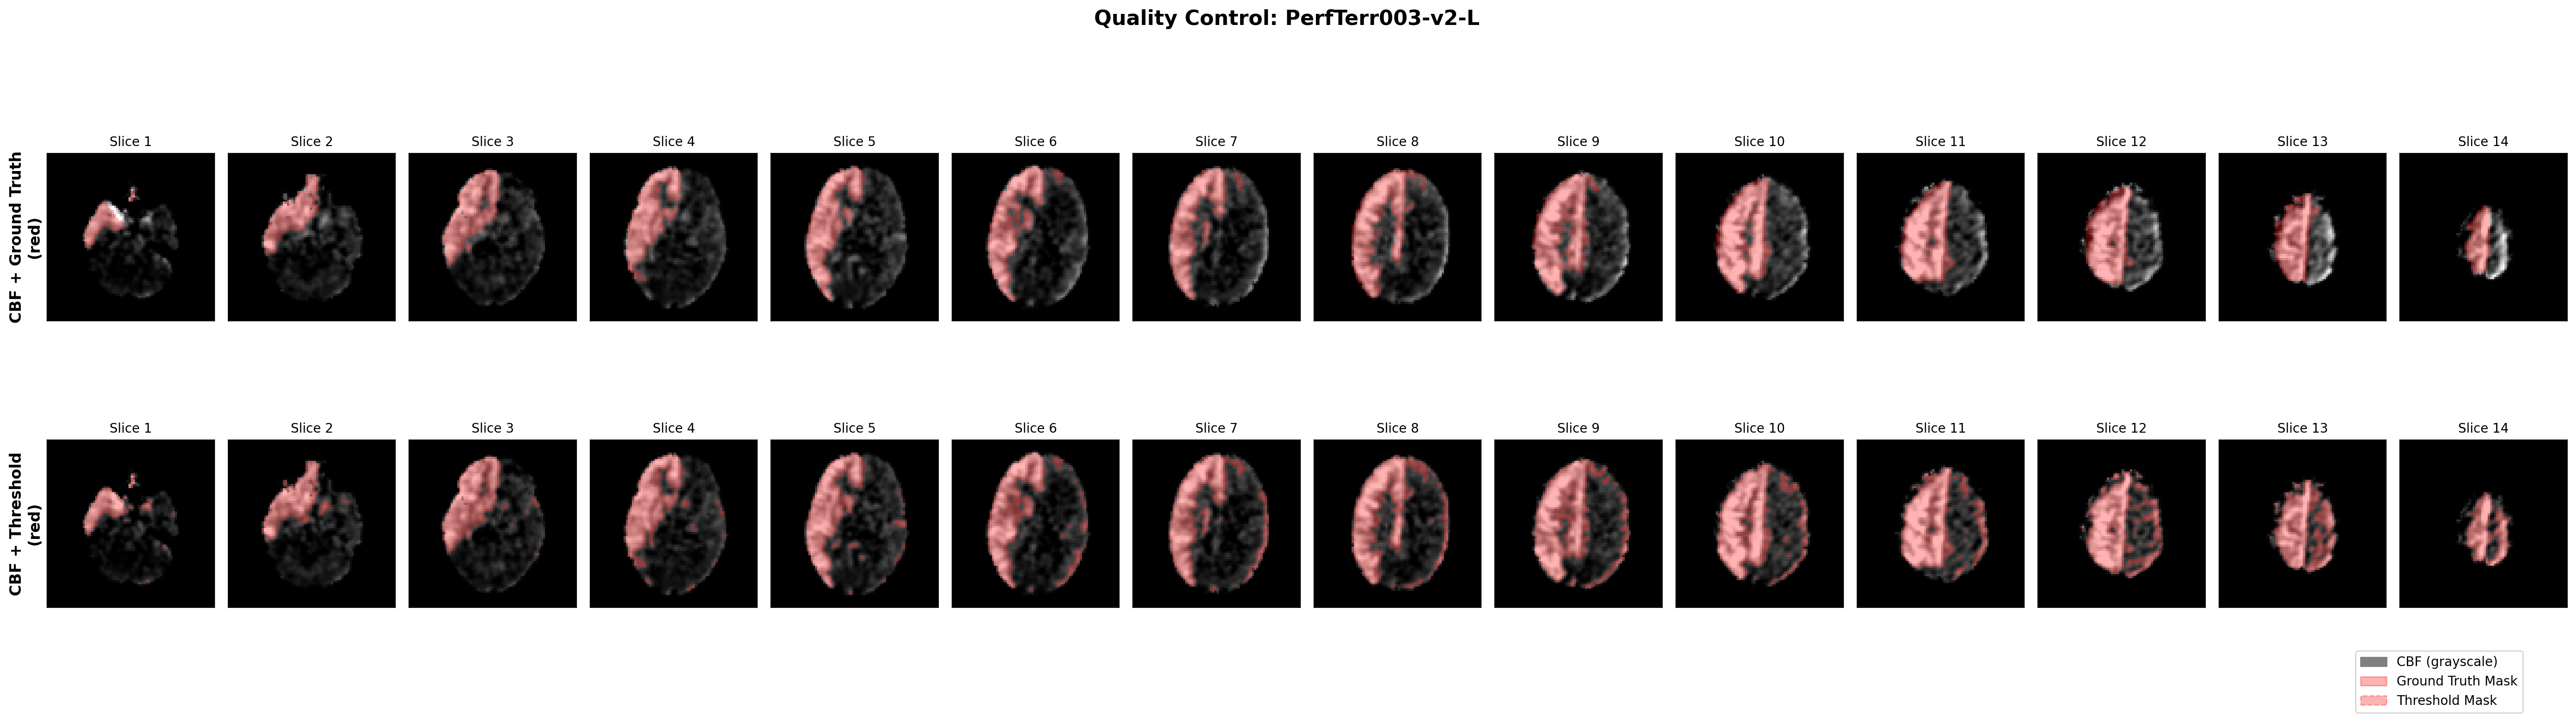 Quality Control: PerfTerr003-v2-L
CBF + Ground Truth
(red)
Slice 1
Slice 2
Slice 3
Slice 4
Slice 5
Slice 6
Slice 7
Slice 8
Slice 9
Slice 10
Slice 11
Slice 12
Slice 13
Slice 14
CBF + Threshold
(red)
Slice 1
Slice 2
Slice 3
Slice 4
Slice 5
Slice 6
Slice 7
Slice 8
Slice 9
Slice 10
Slice 11
Slice 12
Slice 13
Slice 14
CBF (grayscale)
Ground Truth Mask
Threshold Mask